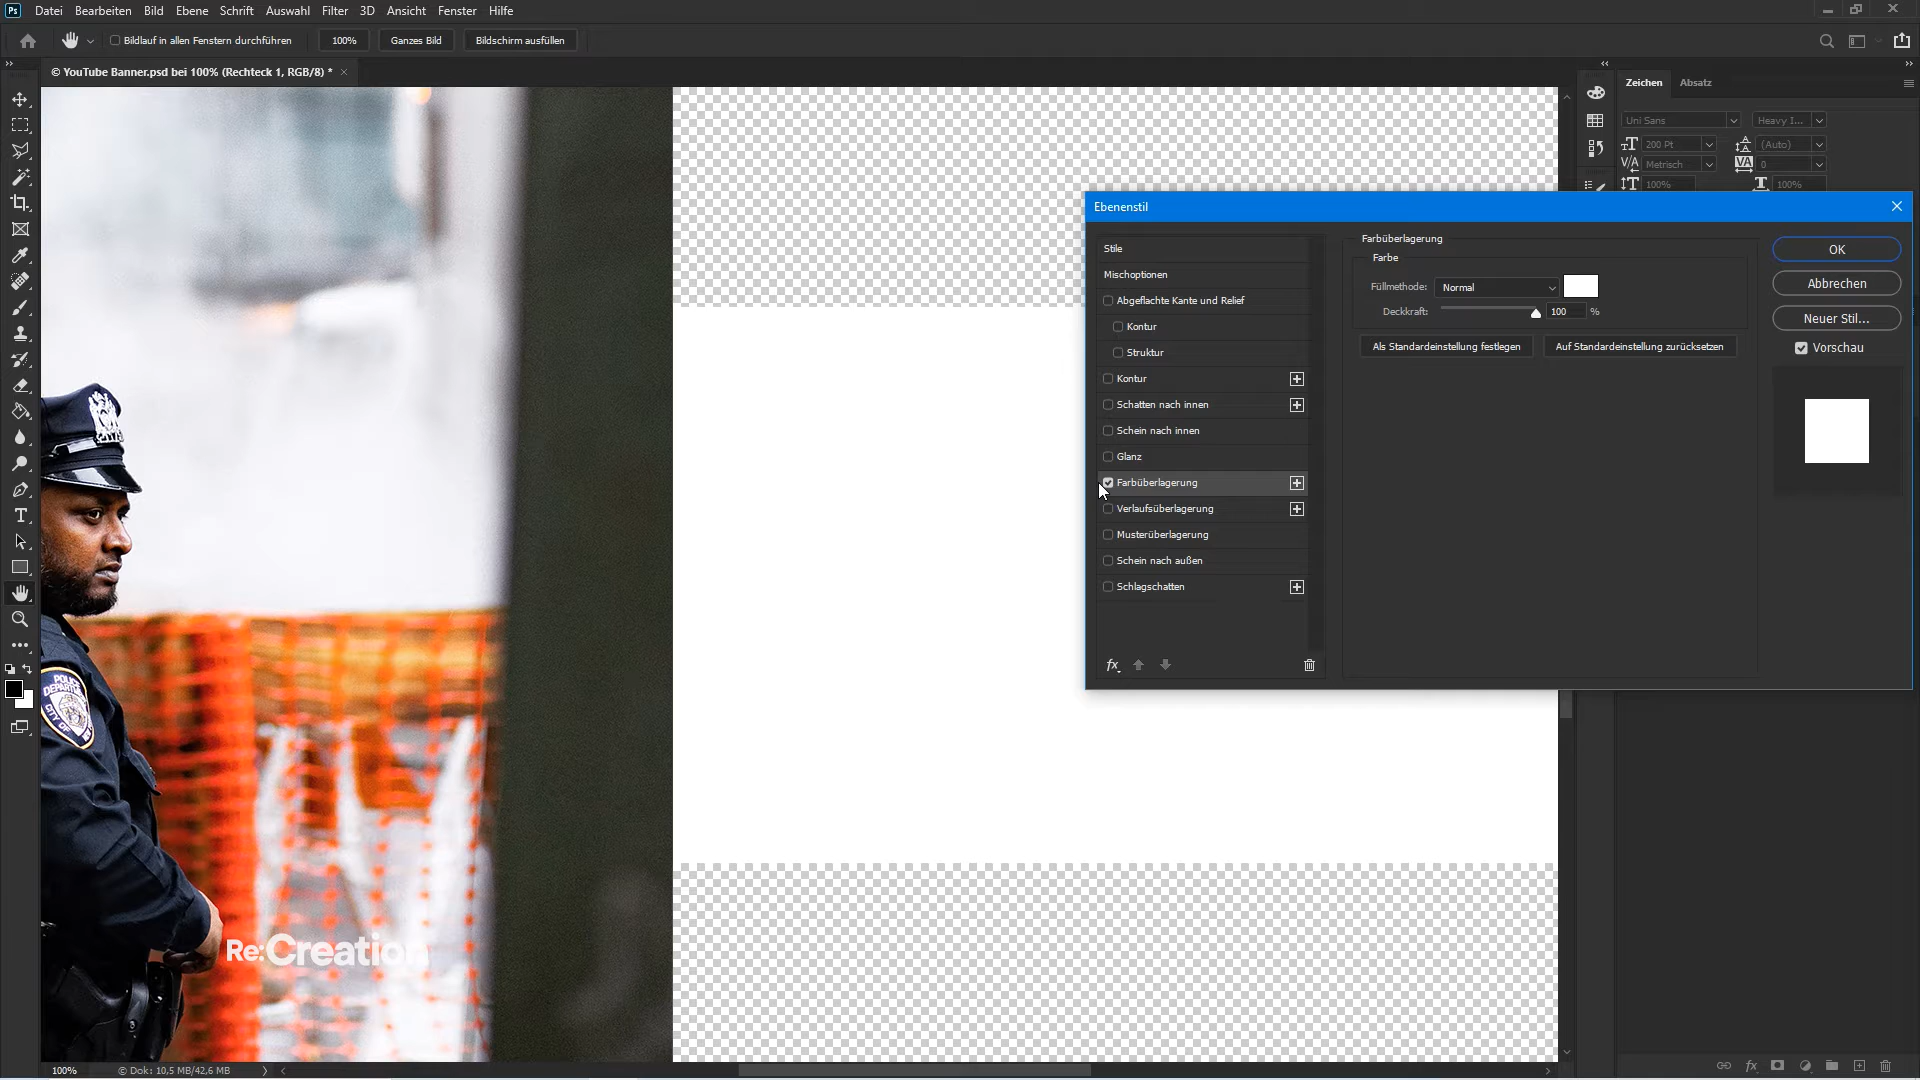 Ps Datei Bearbeiten Bild Ebene Schrift Auswahl Filter 3D Ansicht Fenster Hilfe
Bildlauf in allen Fenstern durchführen 100% Ganzes Bild Bildschirm ausfüllen
© YouTube Banner.psd bei 100% (Rechteck 1, RGB/8) *
Zeichen Absatz
Uni Sans Heavy I...
200 Pt (Auto)
Metrisch 0
100% 100%
Ebenenstil
Stile
Mischoptionen
Abgeflachte Kante und Relief
Kontur
Struktur
Kontur
Schatten nach innen
Schein nach innen
Glanz
Farbüberlagerung
Verlaufsüberlagerung
Musterüberlagerung
Schein nach außen
Schlagschatten
fx
Farbüberlagerung
Farbe
Füllmethode: Normal
Deckkraft: 100 %
Als Standardeinstellung festlegen Auf Standardeinstellung zurücksetzen
OK
Abbrechen
Neuer Stil...
Vorschau
POLICE
DEPARTMENT
CITY OF
Re:Creation
100% © Dok: 10,5 MB/42,6 MB
fx